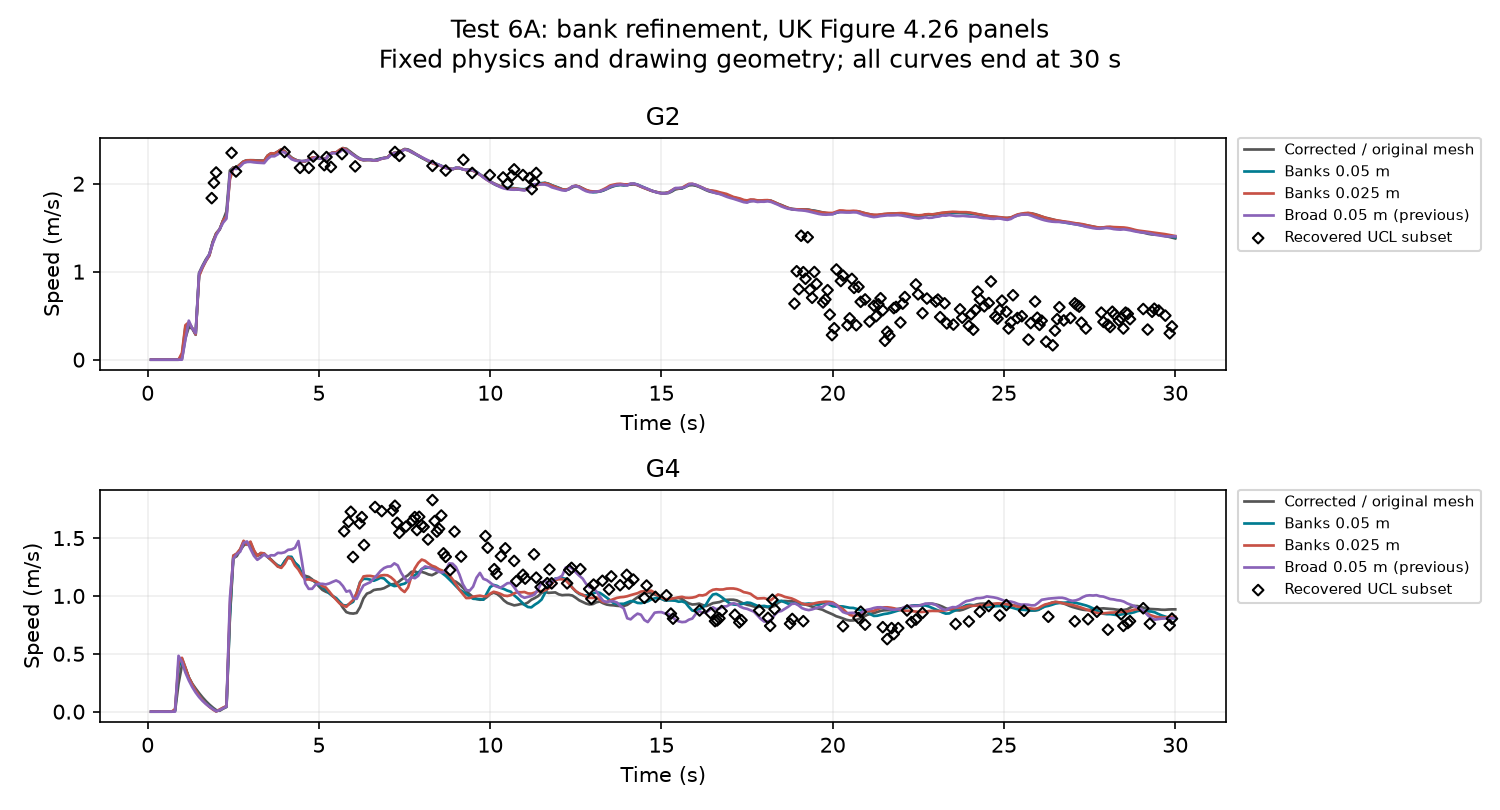 Test 6A: bank refinement, UK Figure 4.26 panels
Fixed physics and drawing geometry; all curves end at 30 s
G2
Speed (m/s)
2
1
0
0 5 10 15 20 25 30
Time (s)
Corrected / original mesh
Banks 0.05 m
Banks 0.025 m
Broad 0.05 m (previous)
Recovered UCL subset
G4
Speed (m/s)
1.5
1.0
0.5
0.0
0 5 10 15 20 25 30
Time (s)
Corrected / original mesh
Banks 0.05 m
Banks 0.025 m
Broad 0.05 m (previous)
Recovered UCL subset